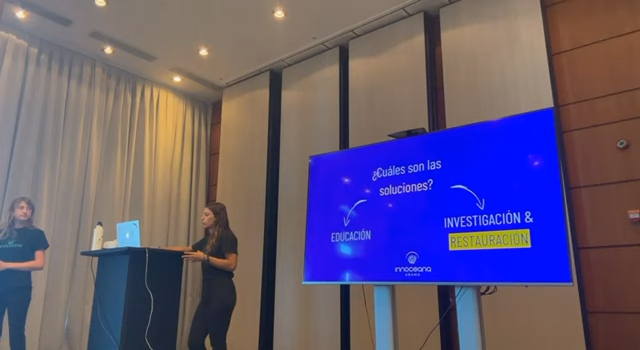 ¿Cuáles son las
soluciones?
EDUCACIÓN
INVESTIGACIÓN &
RESTAURACIÓN
innoceana